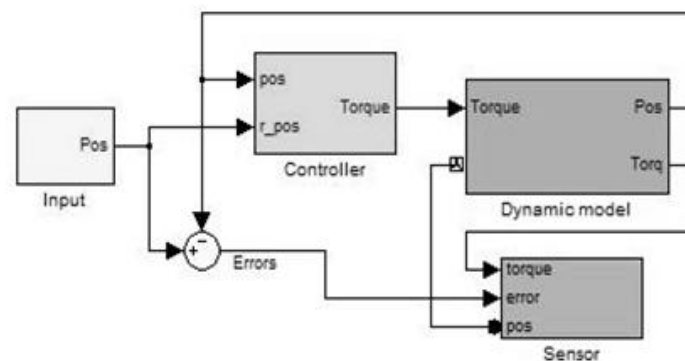 pos
Torque
r_pos
Controller
Pos
Input
Torque
Pos
Torq
Dynamic model
+
−
Errors
torque
error
pos
Sensor